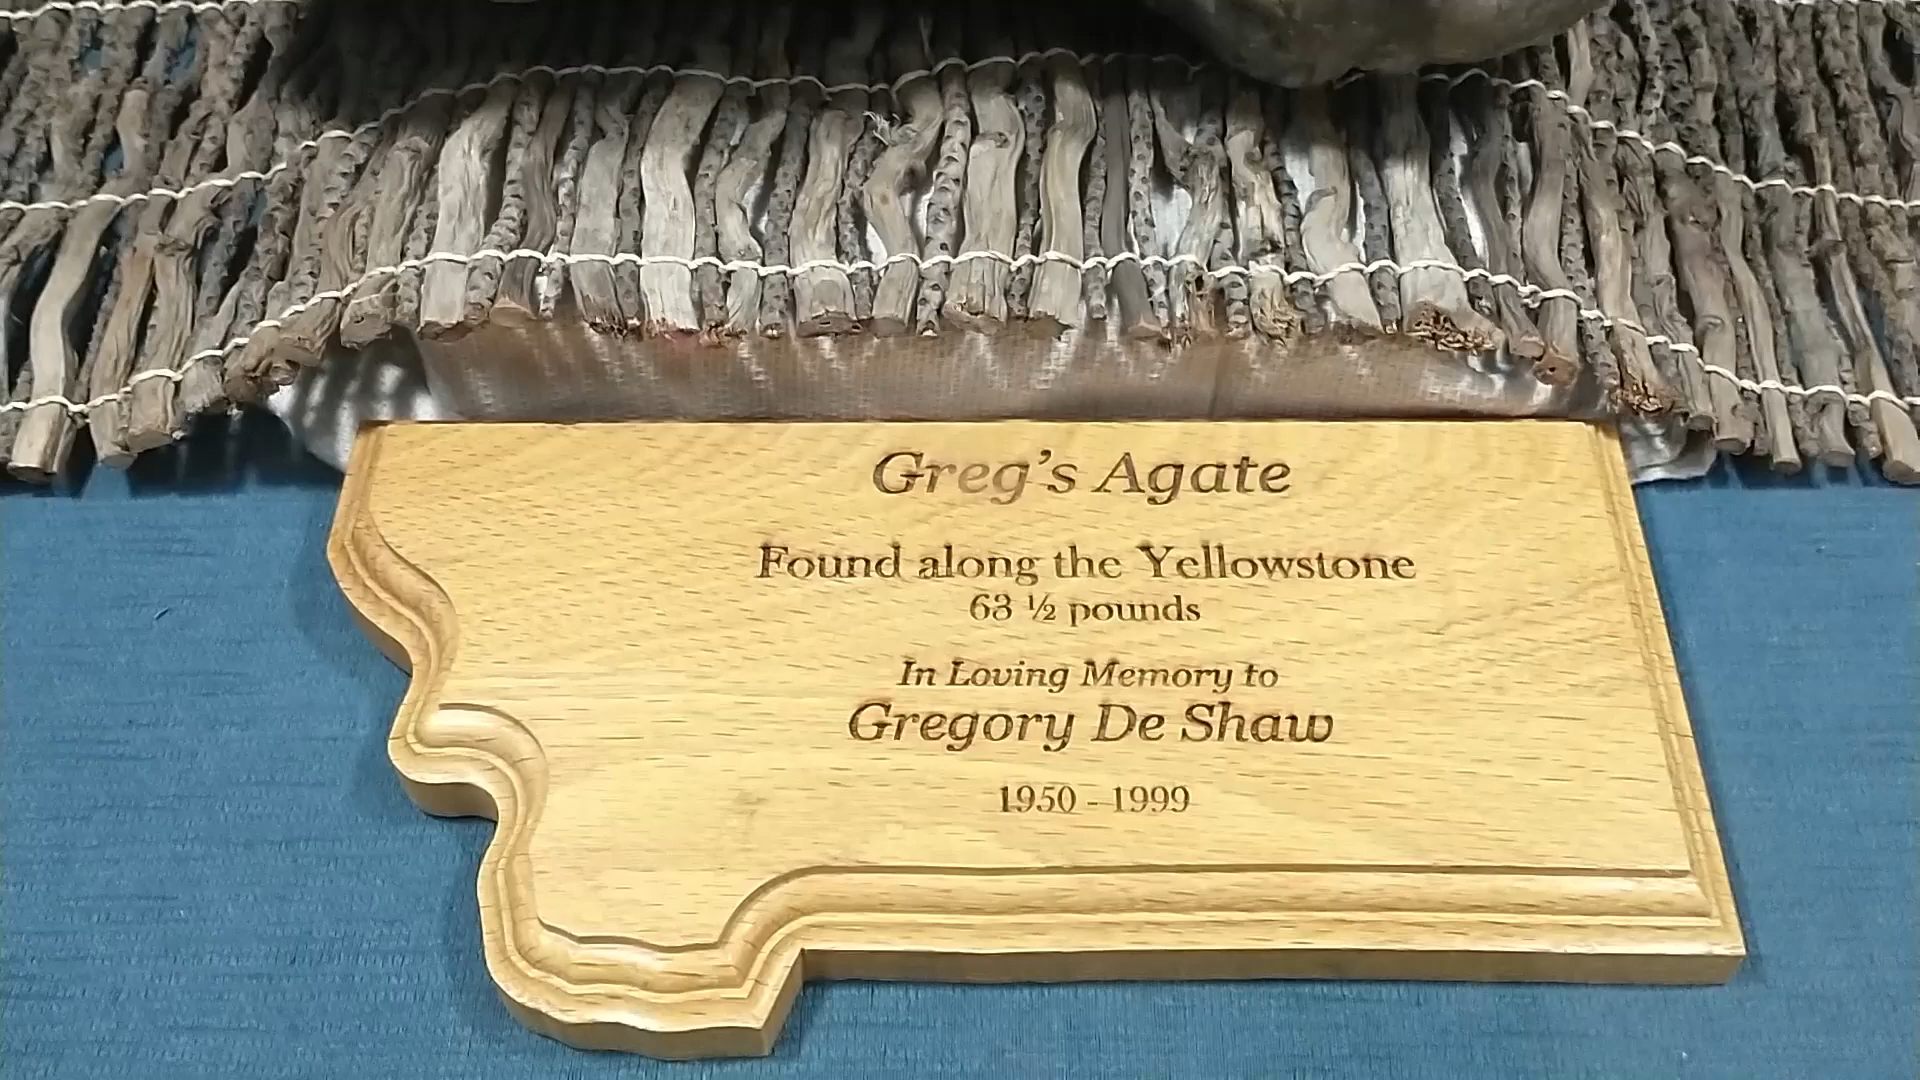 Greg's Agate
Found along the Yellowstone
63 ½ pounds
In Loving Memory to
Gregory De Shaw
1950 - 1999